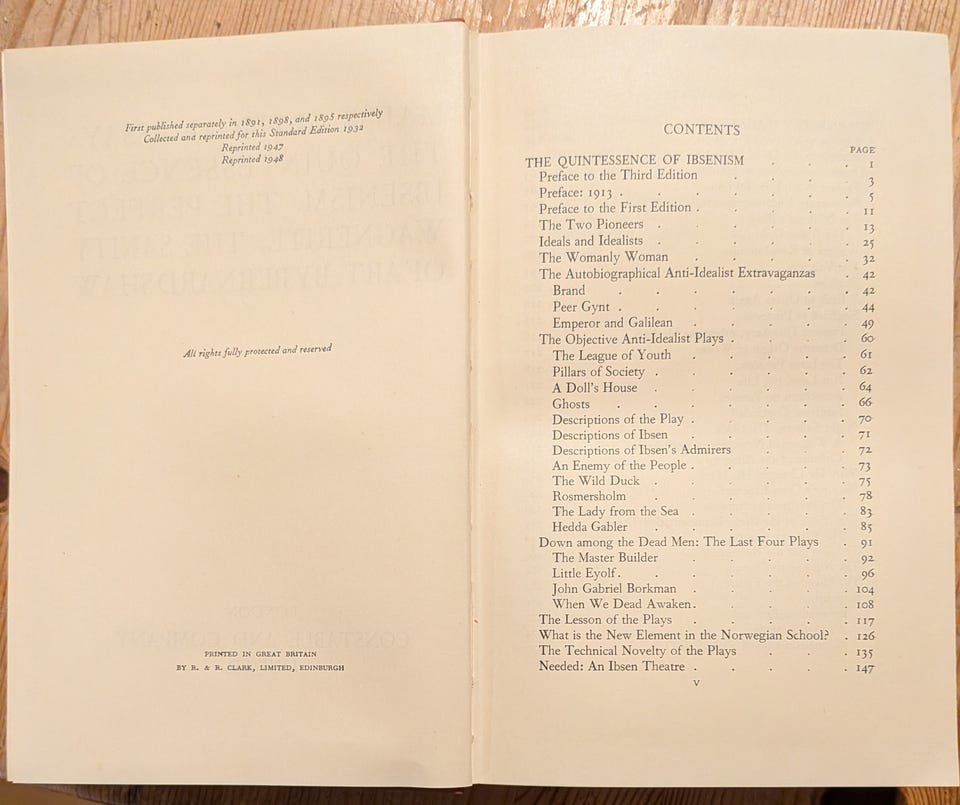 First published separately in 1891, 1898, and 1895 respectively
Collected and reprinted for this Standard Edition 1932
Reprinted 1947
Reprinted 1948
All rights fully protected and reserved
PRINTED IN GREAT BRITAIN
BY R. & R. CLARK, LIMITED, EDINBURGH
CONTENTS
PAGE
THE QUINTESSENCE OF IBSENISM . . . 1
Preface to the Third Edition . . . 3
Preface: 1913 . . . . . 5
Preface to the First Edition . . . . 11
The Two Pioneers . . . . . 13
Ideals and Idealists . . . . . 25
The Womanly Woman . . . . 32
The Autobiographical Anti-Idealist Extravaganzas . 42
Brand . . . . . . 42
Peer Gynt . . . . . . 44
Emperor and Galilean . . . . 49
The Objective Anti-Idealist Plays . . . . 60
The League of Youth . . . . 61
Pillars of Society . . . . . 62
A Doll's House . . . . . 64
Ghosts . . . . . . 66
Descriptions of the Play . . . . 70
Descriptions of Ibsen . . . . 71
Descriptions of Ibsen's Admirers . . . 72
An Enemy of the People . . . . 73
The Wild Duck . . . . . 75
Rosmersholm . . . . . 78
The Lady from the Sea . . . . 83
Hedda Gabler . . . . . 85
Down among the Dead Men: The Last Four Plays . 91
The Master Builder . . . . 92
Little Eyolf . . . . . . 96
John Gabriel Borkman . . . . 104
When We Dead Awaken . . . . 108
The Lesson of the Plays . . . . 117
What is the New Element in the Norwegian School? . 126
The Technical Novelty of the Plays . . . 135
Needed: An Ibsen Theatre . . . . 147
v